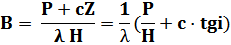 B = (P + cZ)/(λ H) = 1/λ (P/H + c · tgi)